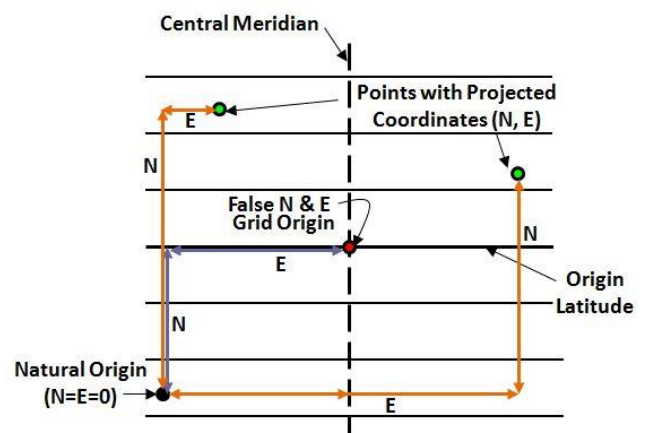 Central Meridian
Points with Projected
Coordinates (N, E)
E
N
False N & E
Grid Origin
N
E
Origin
Latitude
N
Natural Origin
(N=E=0)
E